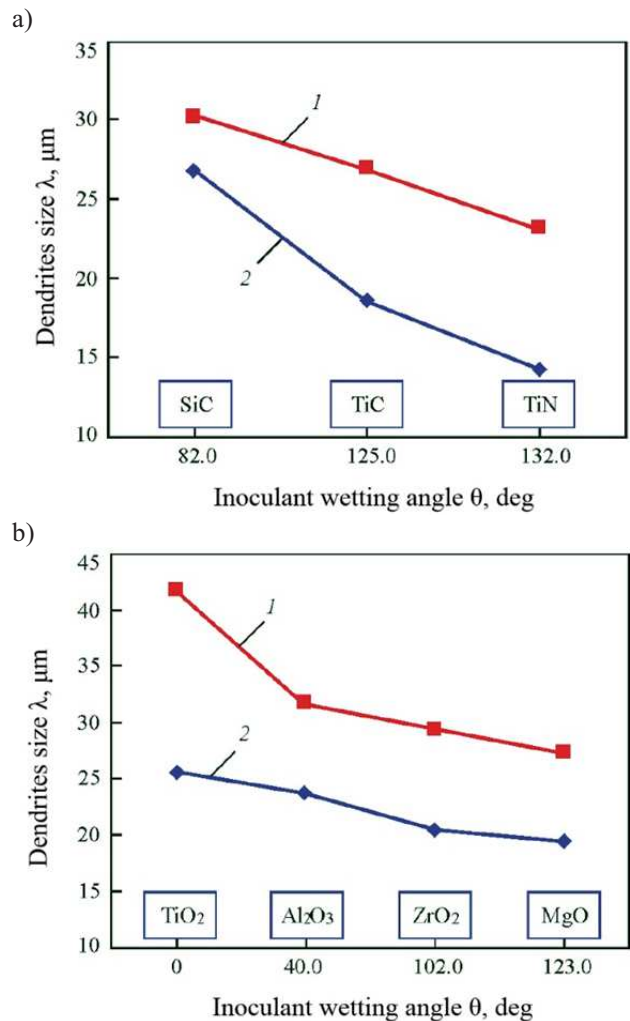 a)
Dendrites size λ, μm
35
30
25
20
15
10
1
2
SiC
TiC
TiN
82.0
125.0
132.0
Inoculant wetting angle θ, deg
b)
Dendrites size λ, μm
45
40
35
30
25
20
15
10
1
2
TiO₂
Al₂O₃
ZrO₂
MgO
0
40.0
102.0
123.0
Inoculant wetting angle θ, deg